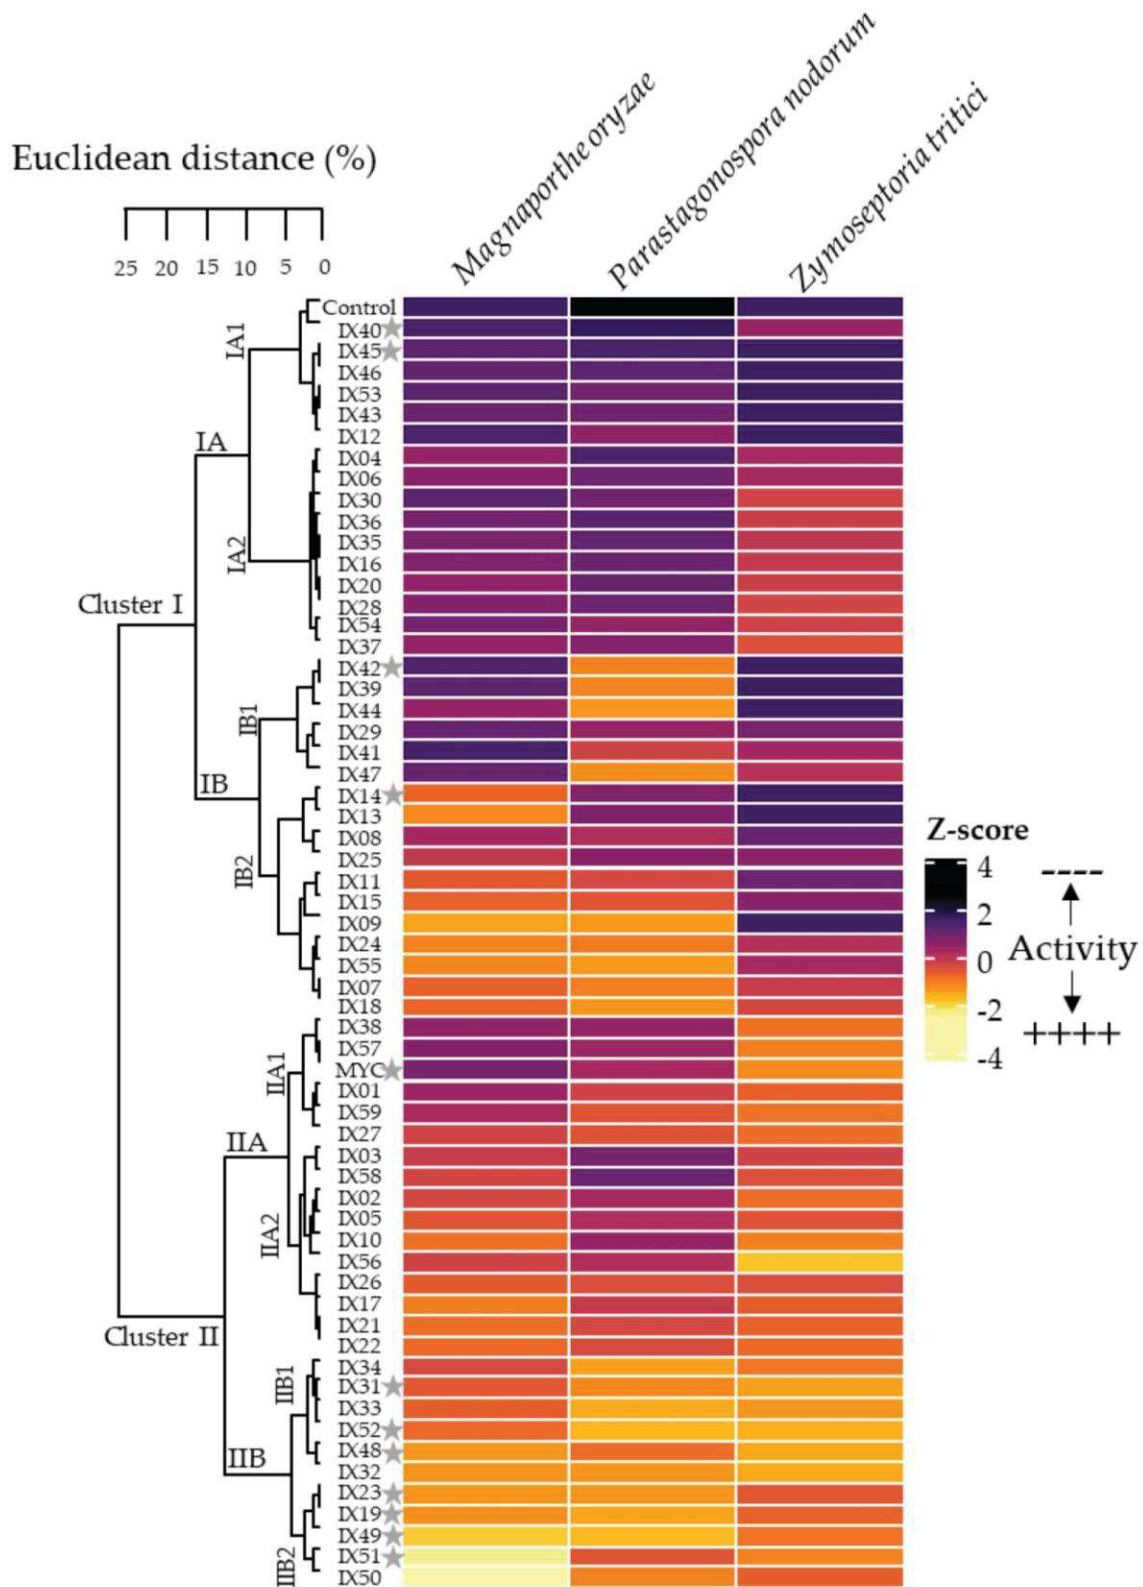 Magnaporthe oryzae
Parastagonospora nodorum
Zymoseptoria tritici
Euclidean distance (%)
25 20 15 10 5 0
Control
IX40
IX45
IX46
IX53
IX43
IX12
IX04
IX06
IX30
IX36
IX35
IX16
IX20
IX28
IX54
IX37
IX42
IX39
IX44
IX29
IX41
IX47
IX14
IX13
IX08
IX25
IX11
IX15
IX09
IX24
IX55
IX07
IX18
IX38
IX57
MYC
IX01
IX59
IX27
IX03
IX58
IX02
IX05
IX10
IX56
IX26
IX17
IX21
IX22
IX34
IX31
IX33
IX52
IX48
IX32
IX23
IX19
IX49
IX51
IX50
IA1
IA
IA2
Cluster I
IB1
IB
IB2
IIA1
IIA
IIA2
Cluster II
IIB1
IIB
IIB2
Z-score
4
2
0
-2
-4
----
Activity
++++